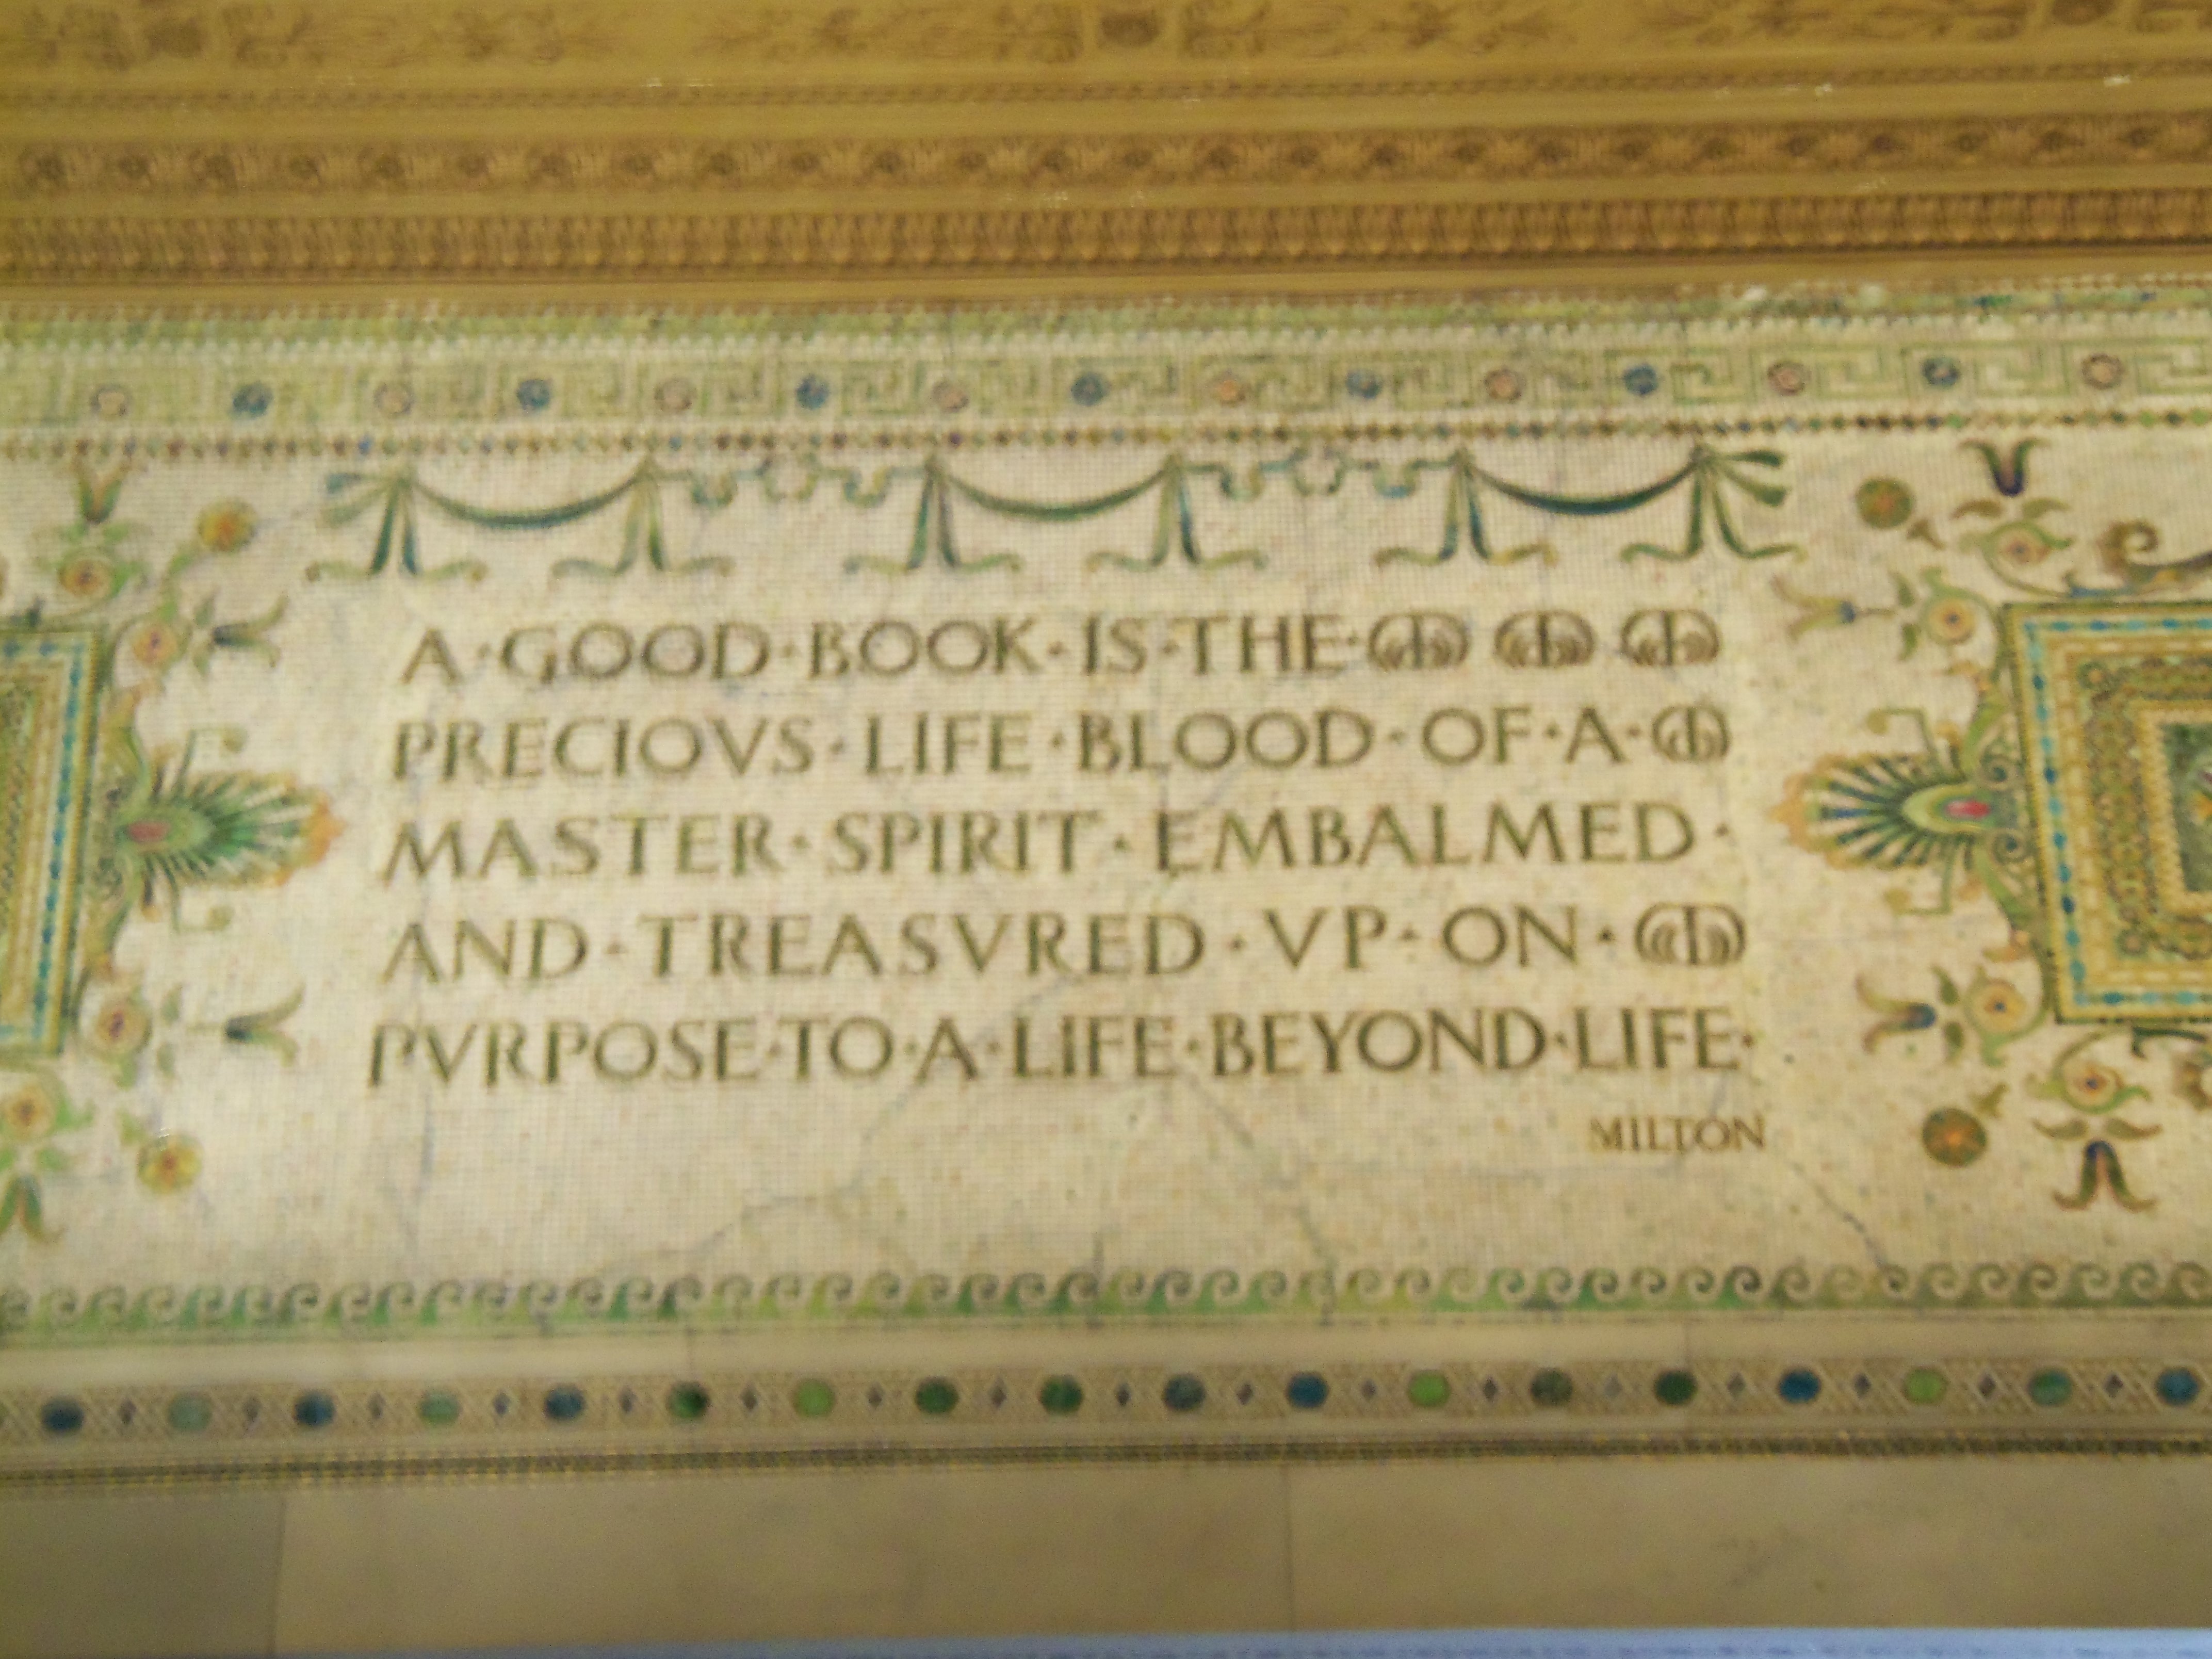 A·GOOD·BOOK·IS·THE·
PRECIOVS·LIFE·BLOOD·OF·A·
MASTER·SPIRIT·EMBALMED·
AND·TREASVRED·VP·ON·
PVRPOSE·TO·A·LIFE·BEYOND·LIFE·
MILTON